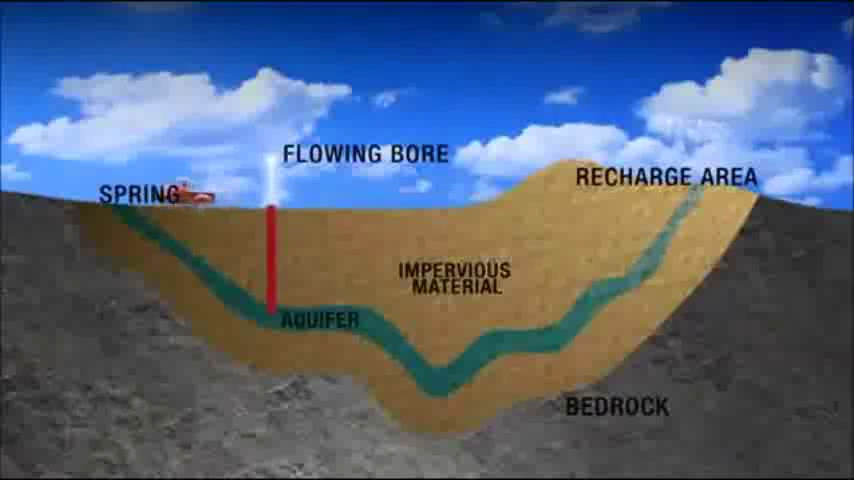 FLOWING BORE
SPRING
RECHARGE AREA
IMPERVIOUS
MATERIAL
AQUIFER
BEDROCK